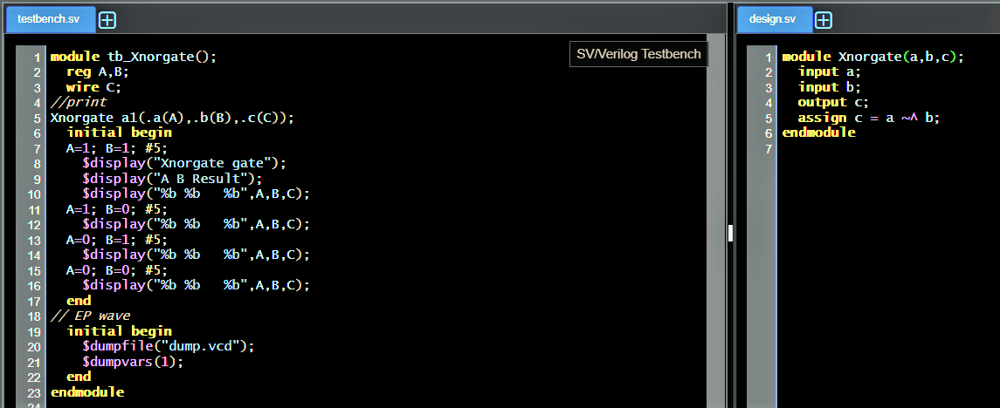 testbench.sv
SV/Verilog Testbench
1 module tb_Xnorgate();
2 reg A,B;
3 wire C;
4 //print
5 Xnorgate a1(.a(A),.b(B),.c(C));
6 initial begin
7 A=1; B=1; #5;
8 $display("Xnorgate gate");
9 $display("A B Result");
10 $display("%b %b   %b",A,B,C);
11 A=1; B=0; #5;
12 $display("%b %b   %b",A,B,C);
13 A=0; B=1; #5;
14 $display("%b %b   %b",A,B,C);
15 A=0; B=0; #5;
16 $display("%b %b   %b",A,B,C);
17 end
18 // EP wave
19 initial begin
20 $dumpfile("dump.vcd");
21 $dumpvars(1);
22 end
23 endmodule
24
design.sv
1 module Xnorgate(a,b,c);
2 input a;
3 input b;
4 output c;
5 assign c = a ~^ b;
6 endmodule
7